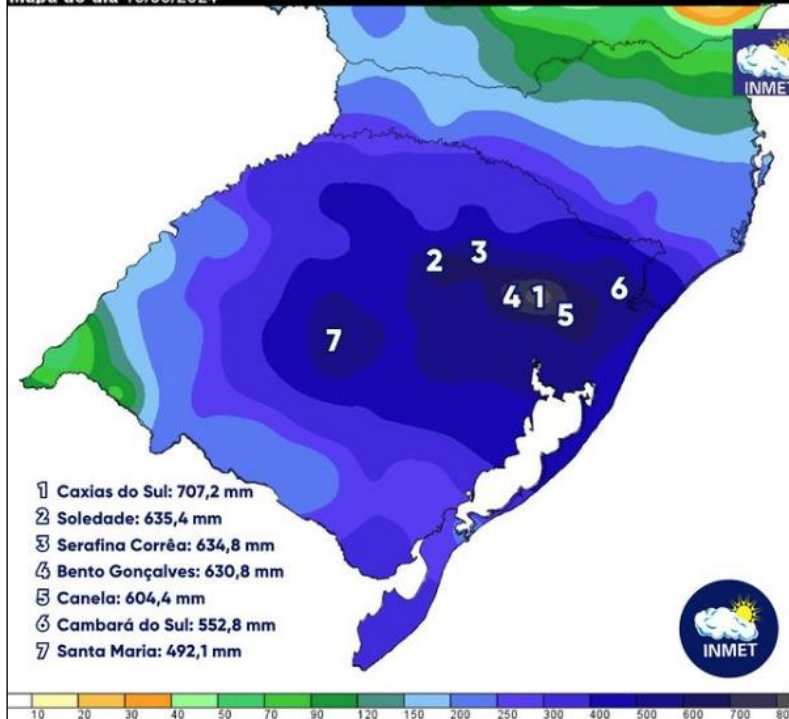 INMET
2
3
4
1
5
6
7
1 Caxias do Sul: 707,2 mm
2 Soledade: 635,4 mm
3 Serafina Corrêa: 634,8 mm
4 Bento Gonçalves: 630,8 mm
5 Canela: 604,4 mm
6 Cambará do Sul: 552,8 mm
7 Santa Maria: 492,1 mm
INMET
10 20 30 40 50 70 90 120 150 200 250 300 400 500 600 700